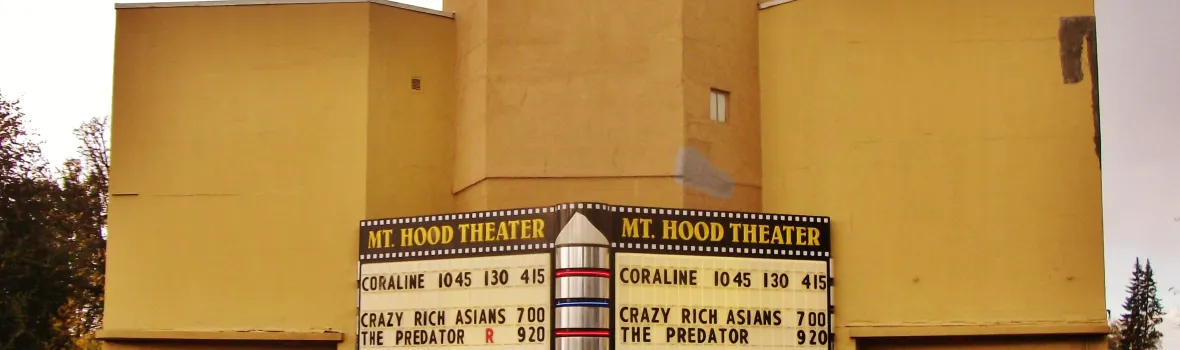 MT. HOOD THEATER
CORALINE 1045 130 415
CRAZY RICH ASIANS 700
THE PREDATOR R 920
MT. HOOD THEATER
CORALINE 1045 130 415
CRAZY RICH ASIANS 700
THE PREDATOR 920